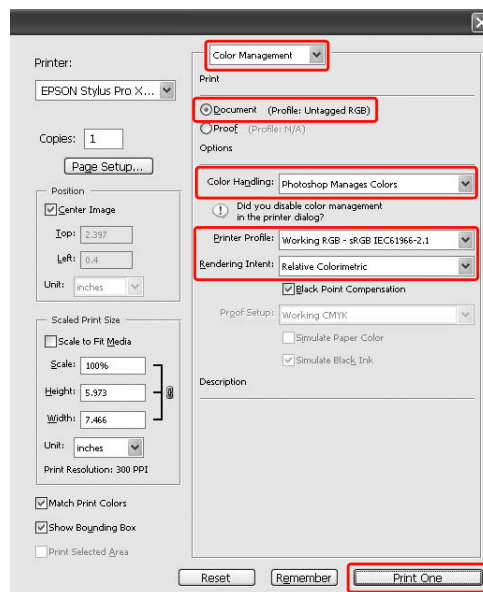 Printer:
EPSON Stylus Pro X...
Copies: 1
Page Setup...
Position
Center Image
Top: 2.397
Left: 0.4
Unit: inches
Scaled Print Size
Scale to Fit Media
Scale: 100%
Height: 5.973
Width: 7.466
Unit: inches
Print Resolution: 300 PPI
Match Print Colors
Show Bounding Box
Print Selected Area
Color Management
Print
Document (Profile: Untagged RGB)
Proof (Profile: N/A)
Options
Color Handling: Photoshop Manages Colors
Did you disable color management
in the printer dialog?
Printer Profile: Working RGB - sRGB IEC61966-2.1
Rendering Intent: Relative Colorimetric
Black Point Compensation
Proof Setup: Working CMYK
Simulate Paper Color
Simulate Black Ink
Description
Reset
Remember
Print One